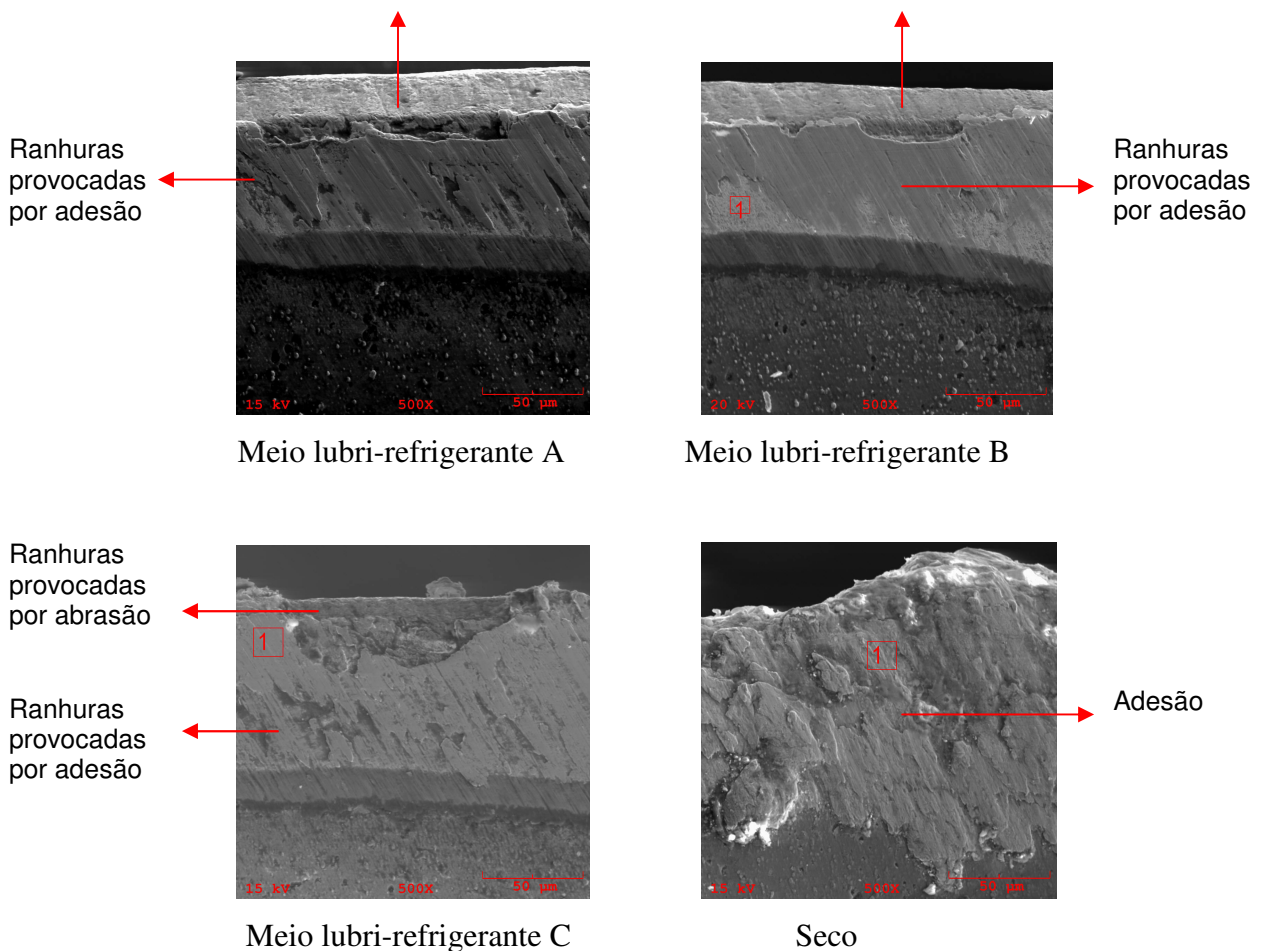 Ranhuras
provocadas
por adesão
Ranhuras
provocadas
por adesão
1
15 kV 500X 50 µm
20 kV 500X 50 µm
Meio lubri-refrigerante A
Meio lubri-refrigerante B
Ranhuras
provocadas
por abrasão
1
1
Ranhuras
provocadas
por adesão
Adesão
15 kV 500X 50 µm
15 kV 500X 50 µm
Meio lubri-refrigerante C
Seco